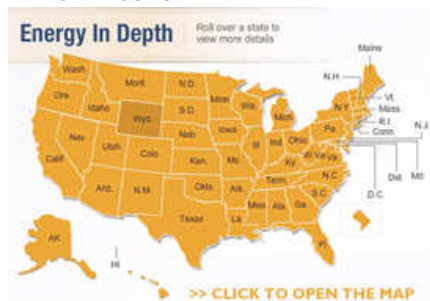 Energy In Depth
Roll over a state to
view more details
Maine
Wash.
Mont.
N.D.
Minn
N.H
Vt.
Ore.
Idaho
Wyo.
S.D.
Wis.
Mich
N.Y.
Mass.
R.I.
Conn.
N.J.
Nev.
Utah
Colo
Neb.
Iowa
Ill
Ind.
Ohio
Pa.
Calif.
Kan.
Mo.
Ky.
W.Va
Va
Del
Md
Ariz.
N.M.
Okla.
Ark
Tenn.
N.C.
S.C.
D.C.
Texas
La
Miss
Ala
Ga.
Fl
AK
HI
>> CLICK TO OPEN THE MAP